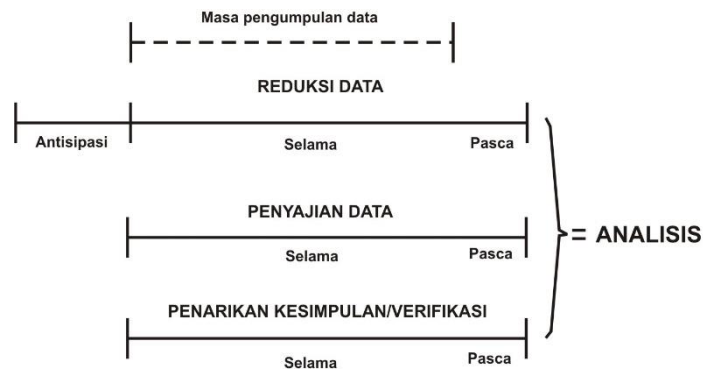 Masa pengumpulan data
REDUKSI DATA
Antisipasi Selama Pasca
PENYAJIAN DATA
Selama Pasca
= ANALISIS
PENARIKAN KESIMPULAN/VERIFIKASI
Selama Pasca